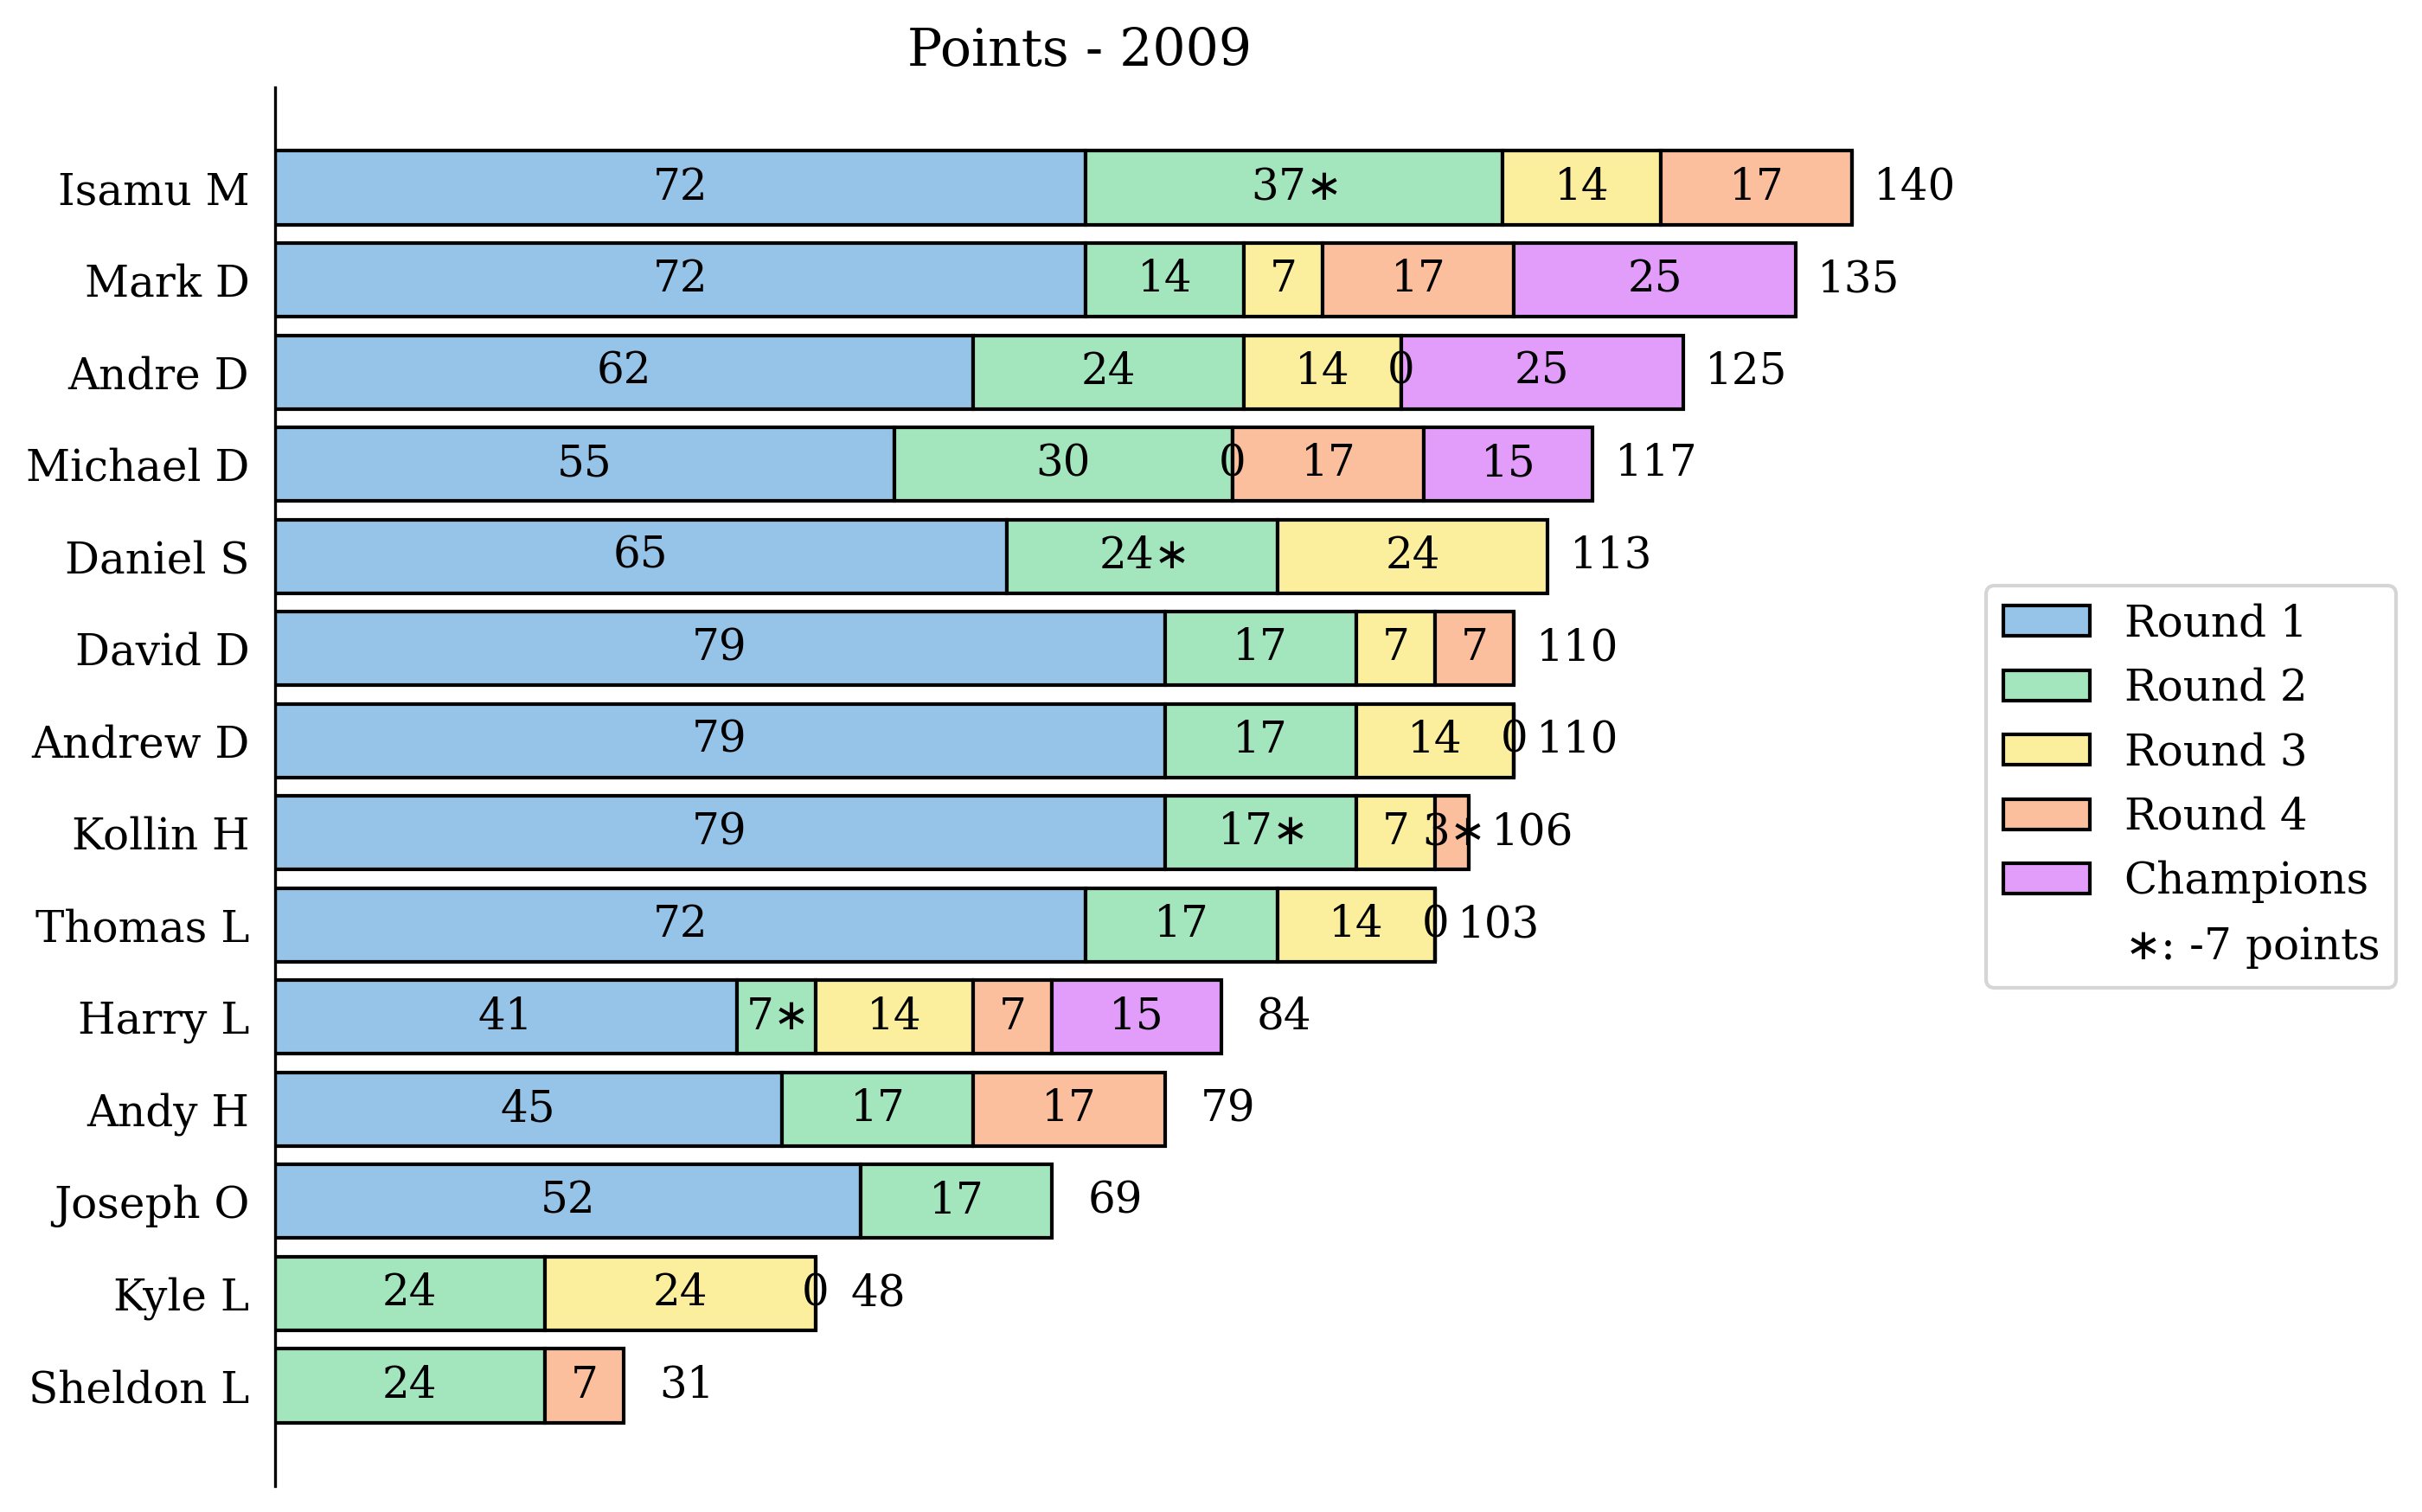 Points - 2009
Isamu M 72 37∗ 14 17 140
Mark D 72 14 7 17 25 135
Andre D 62 24 14 0 25 125
Michael D 55 30 0 17 15 117
Daniel S 65 24∗ 24 113
David D 79 17 7 7 110
Andrew D 79 17 14 0 110
Kollin H 79 17∗ 7 3∗ 106
Thomas L 72 17 14 0 103
Harry L 41 7∗ 14 7 15 84
Andy H 45 17 17 79
Joseph O 52 17 69
Kyle L 24 24 0 48
Sheldon L 24 7 31
Round 1
Round 2
Round 3
Round 4
Champions
∗: -7 points